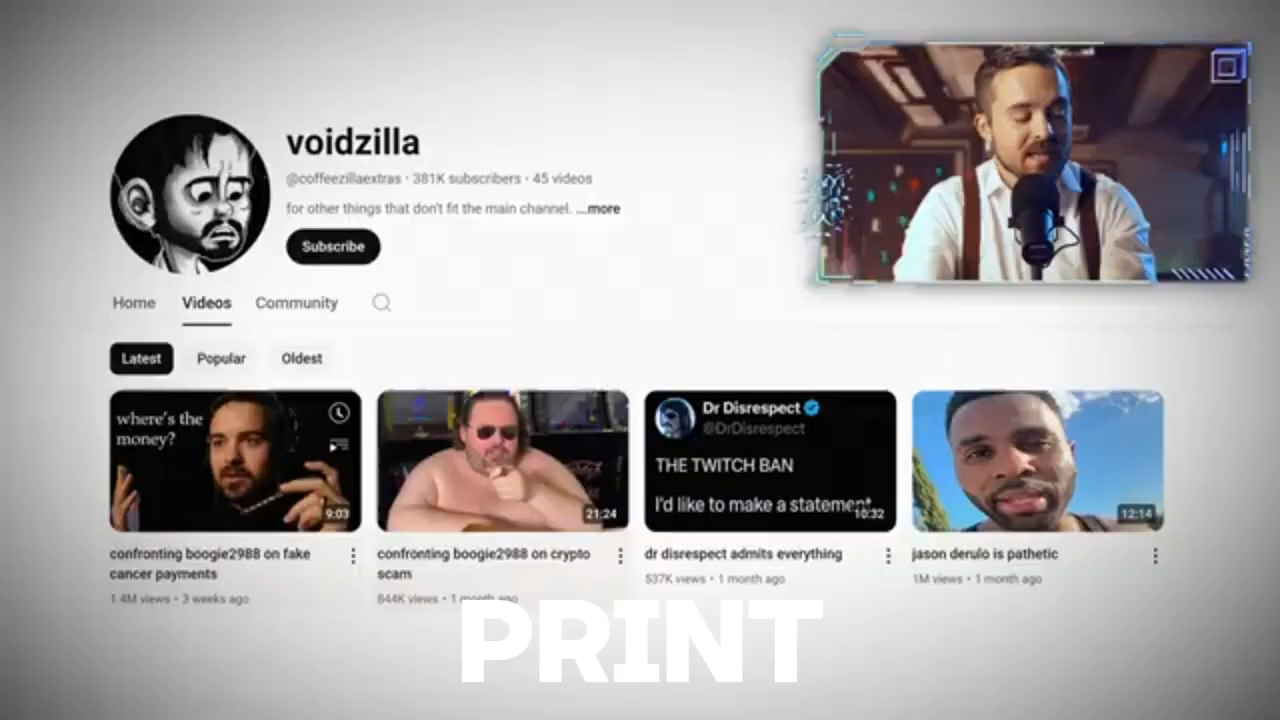 voidzilla
@coffeezillaextras · 381K subscribers · 45 videos
for other things that don't fit the main channel. ...more
Subscribe
Home Videos Community
Latest Popular Oldest
where's the
money?
9:03
21:24
Dr Disrespect
@DrDisrespect
THE TWITCH BAN
I'd like to make a statement
10:32
12:14
confronting boogie2988 on fake
cancer payments
1.4M views • 3 weeks ago
confronting boogie2988 on crypto
scam
844K views • 1 month ago
dr disrespect admits everything
537K views • 1 month ago
jason derulo is pathetic
1M views • 1 month ago
PRINT